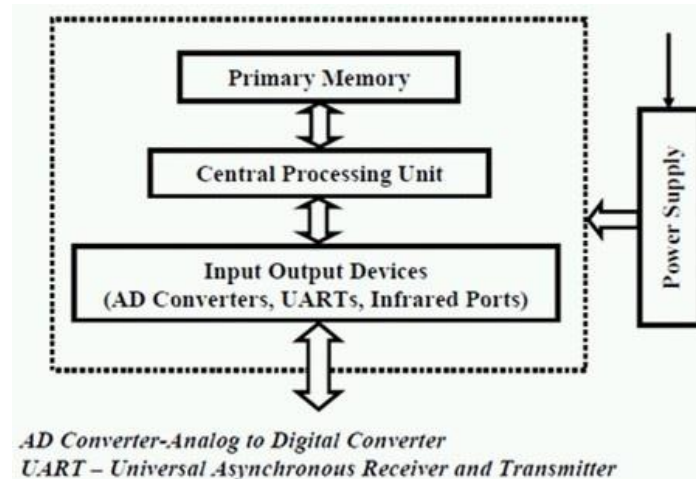 Primary Memory
Central Processing Unit
Input Output Devices
(AD Converters, UARTs, Infrared Ports)
Power Supply
AD Converter-Analog to Digital Converter
UART – Universal Asynchronous Receiver and Transmitter